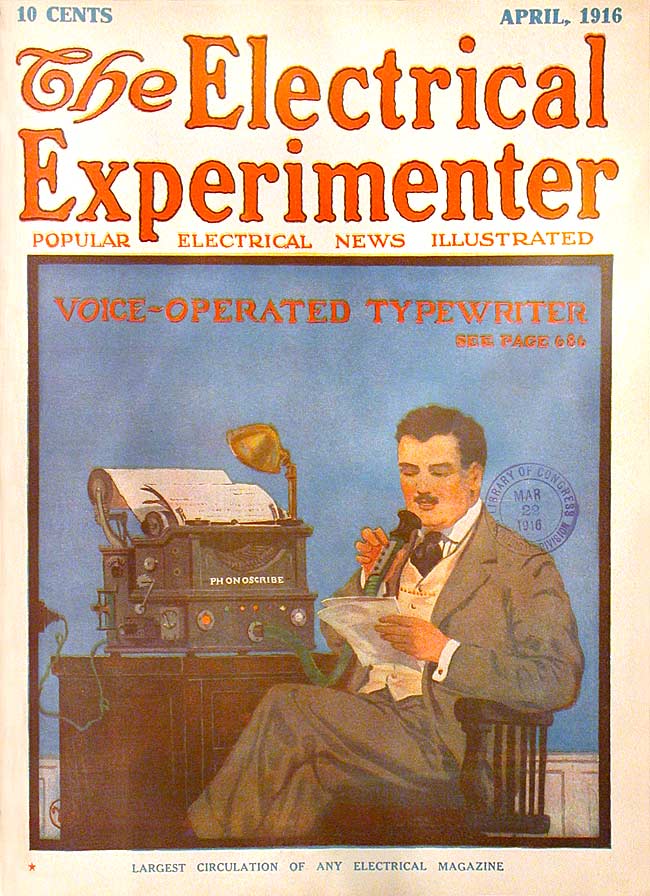 10 CENTS
APRIL, 1916
The Electrical
Experimenter
POPULAR ELECTRICAL NEWS ILLUSTRATED
VOICE-OPERATED TYPEWRITER
SEE PAGE 686
LIBRARY OF CONGRESS
MAR
22
1916
PHONOSCRIBE
LARGEST CIRCULATION OF ANY ELECTRICAL MAGAZINE